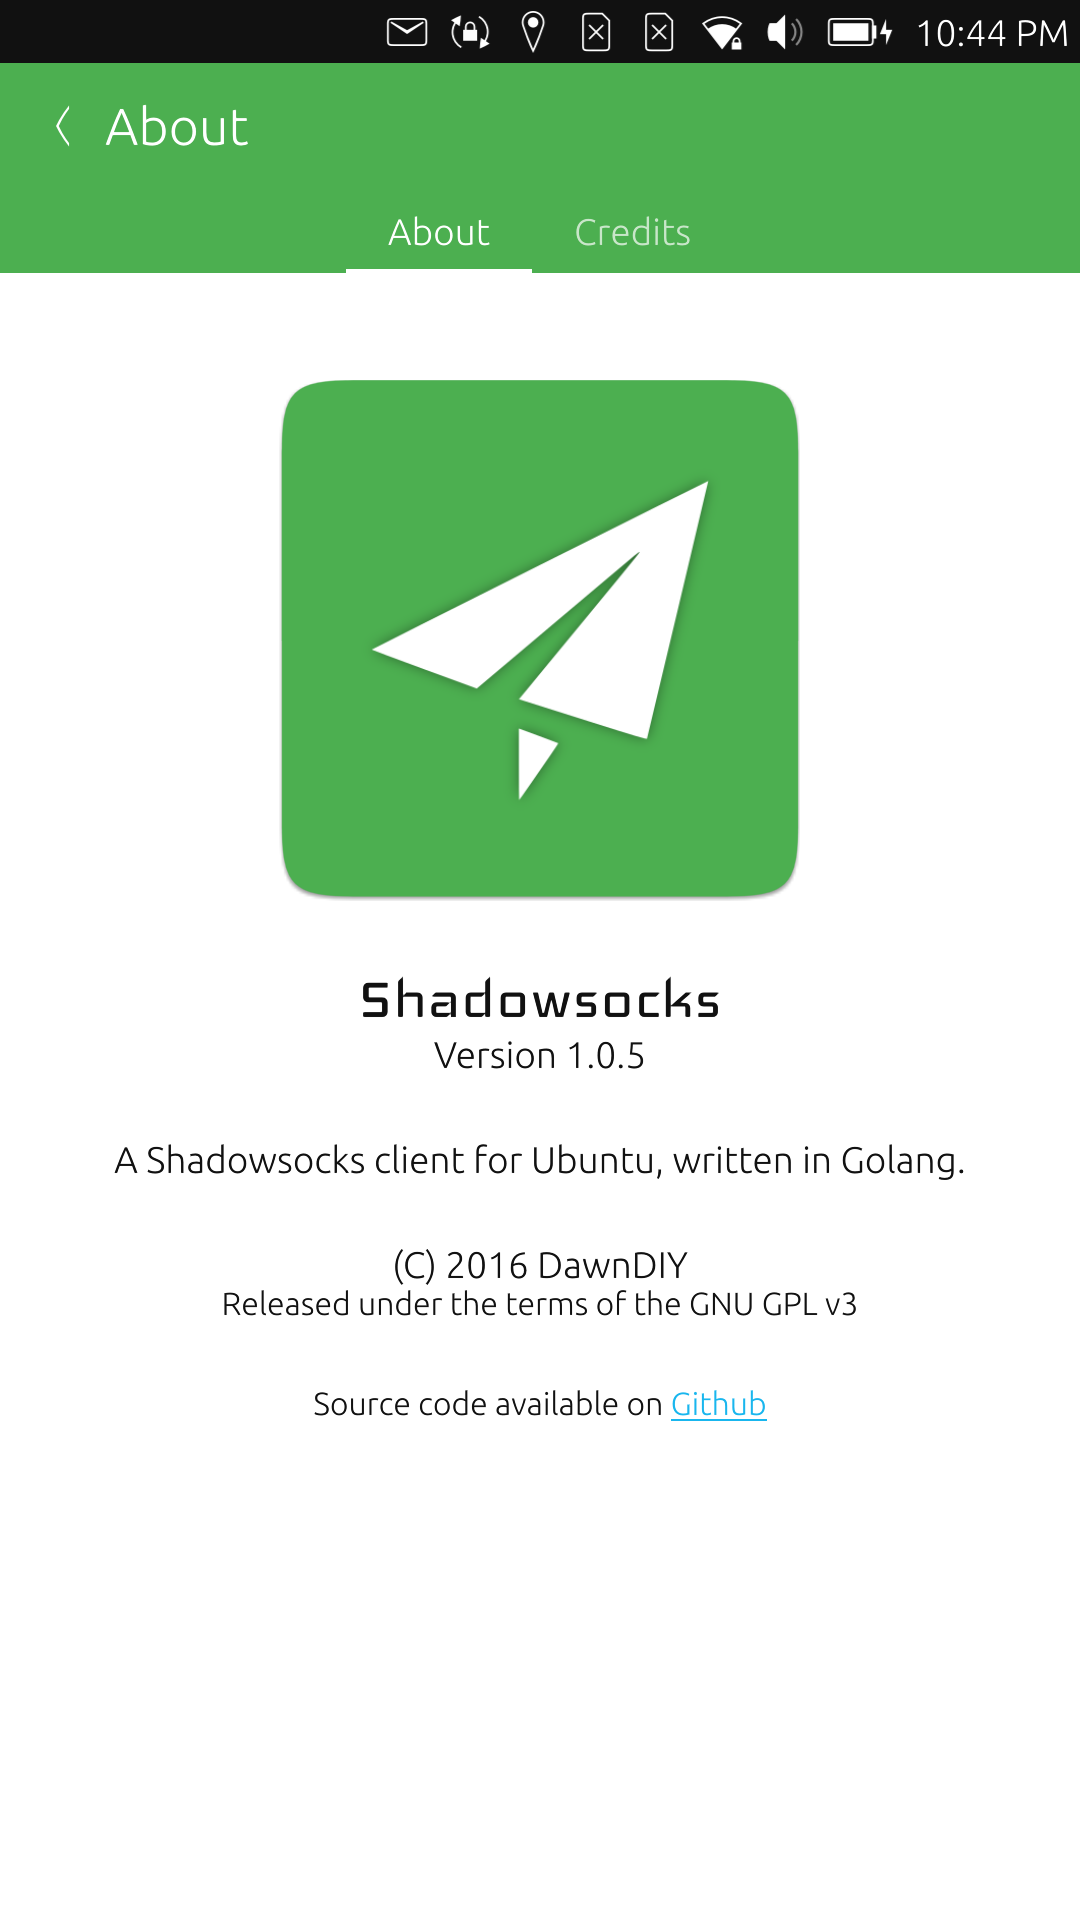 10:44 PM
About
About Credits
Shadowsocks
Version 1.0.5
A Shadowsocks client for Ubuntu, written in Golang.
(C) 2016 DawnDIY
Released under the terms of the GNU GPL v3
Source code available on Github